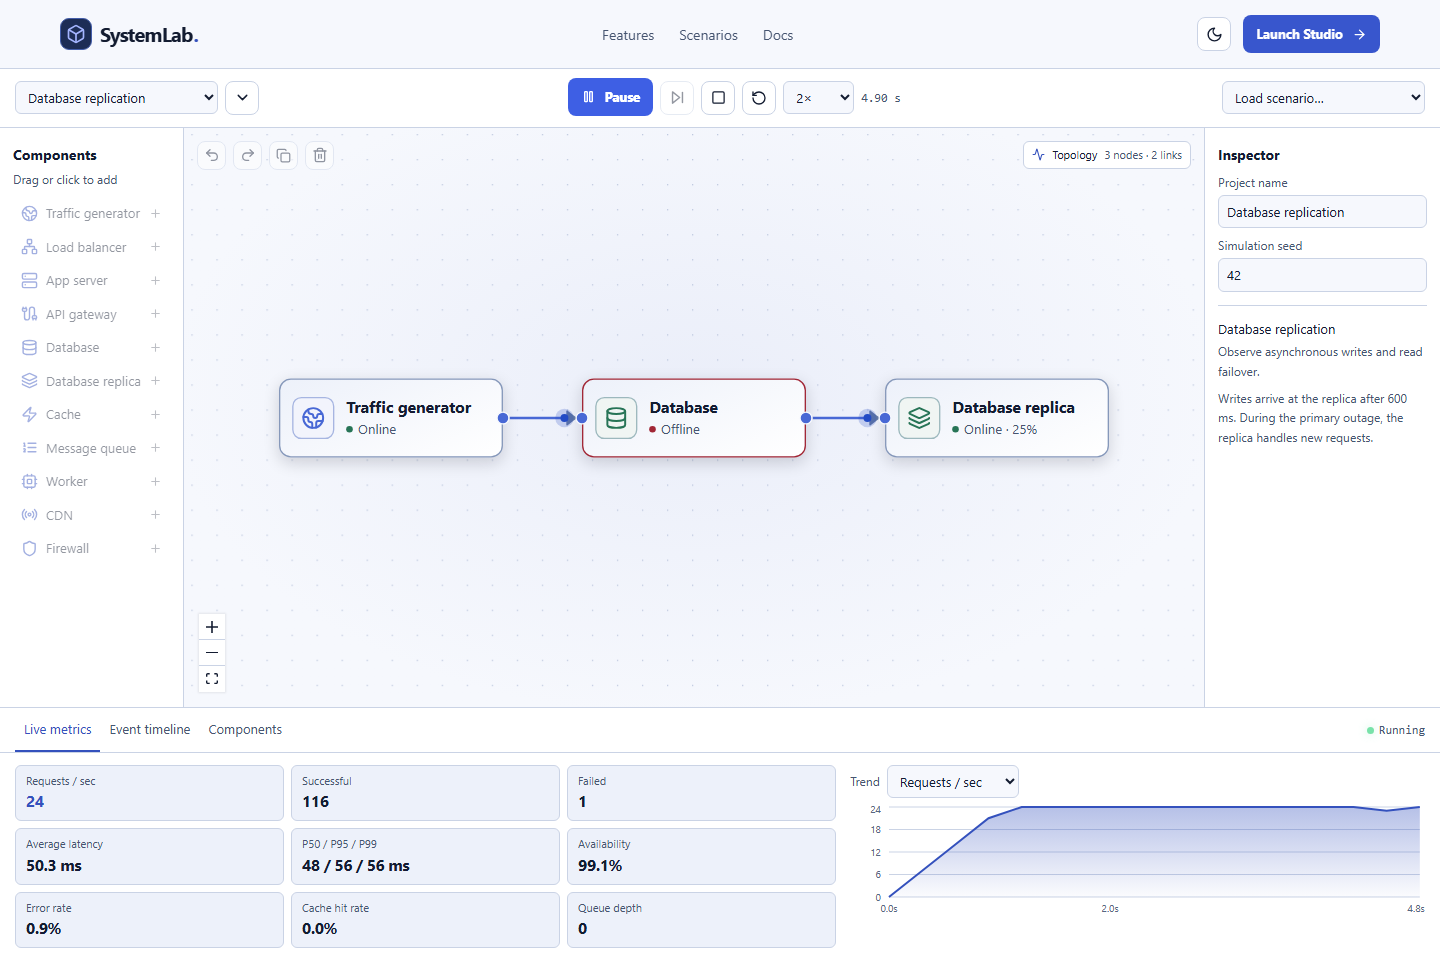 SystemLab.
Features
Scenarios
Docs
Launch Studio
Database replication
Pause
2×
4.90 s
Load scenario...
Components
Drag or click to add
Traffic generator
Load balancer
App server
API gateway
Database
Database replica
Cache
Message queue
Worker
CDN
Firewall
Topology 3 nodes · 2 links
Traffic generator
Online
Database
Offline
Database replica
Online · 25%
Inspector
Project name
Database replication
Simulation seed
42
Database replication
Observe asynchronous writes and read
failover.
Writes arrive at the replica after 600
ms. During the primary outage, the
replica handles new requests.
Live metrics
Event timeline
Components
Running
Requests / sec
24
Successful
116
Failed
1
Average latency
50.3 ms
P50 / P95 / P99
48 / 56 / 56 ms
Availability
99.1%
Error rate
0.9%
Cache hit rate
0.0%
Queue depth
0
Trend
Requests / sec
24
18
12
6
0
0.0s
2.0s
4.8s